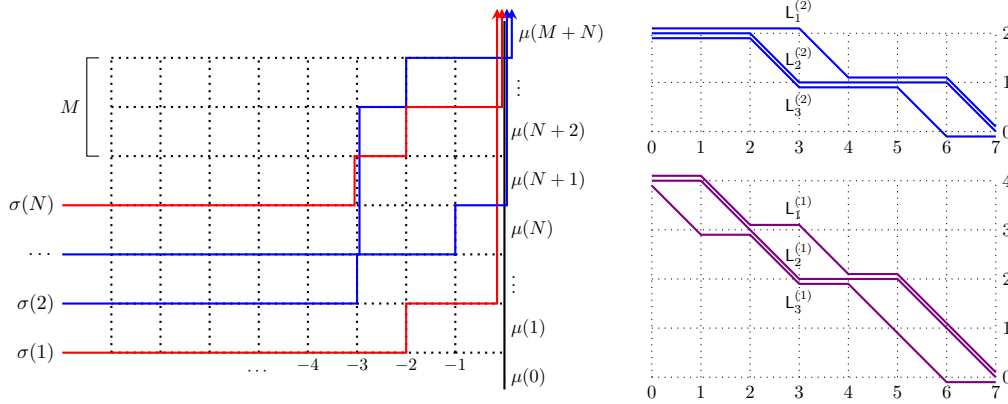 μ(M + N)
⋮
M
μ(N + 2)
μ(N + 1)
σ(N)
μ(N)
⋯
⋮
σ(2)
μ(1)
σ(1)
⋯ −4 −3 −2 −1
μ(0)
L₁⁽²⁾
2
L₂⁽²⁾
1
L₃⁽²⁾
0
0 1 2 3 4 5 6 7
4
L₁⁽¹⁾
3
L₂⁽¹⁾
2
L₃⁽¹⁾
1
0
0 1 2 3 4 5 6 7